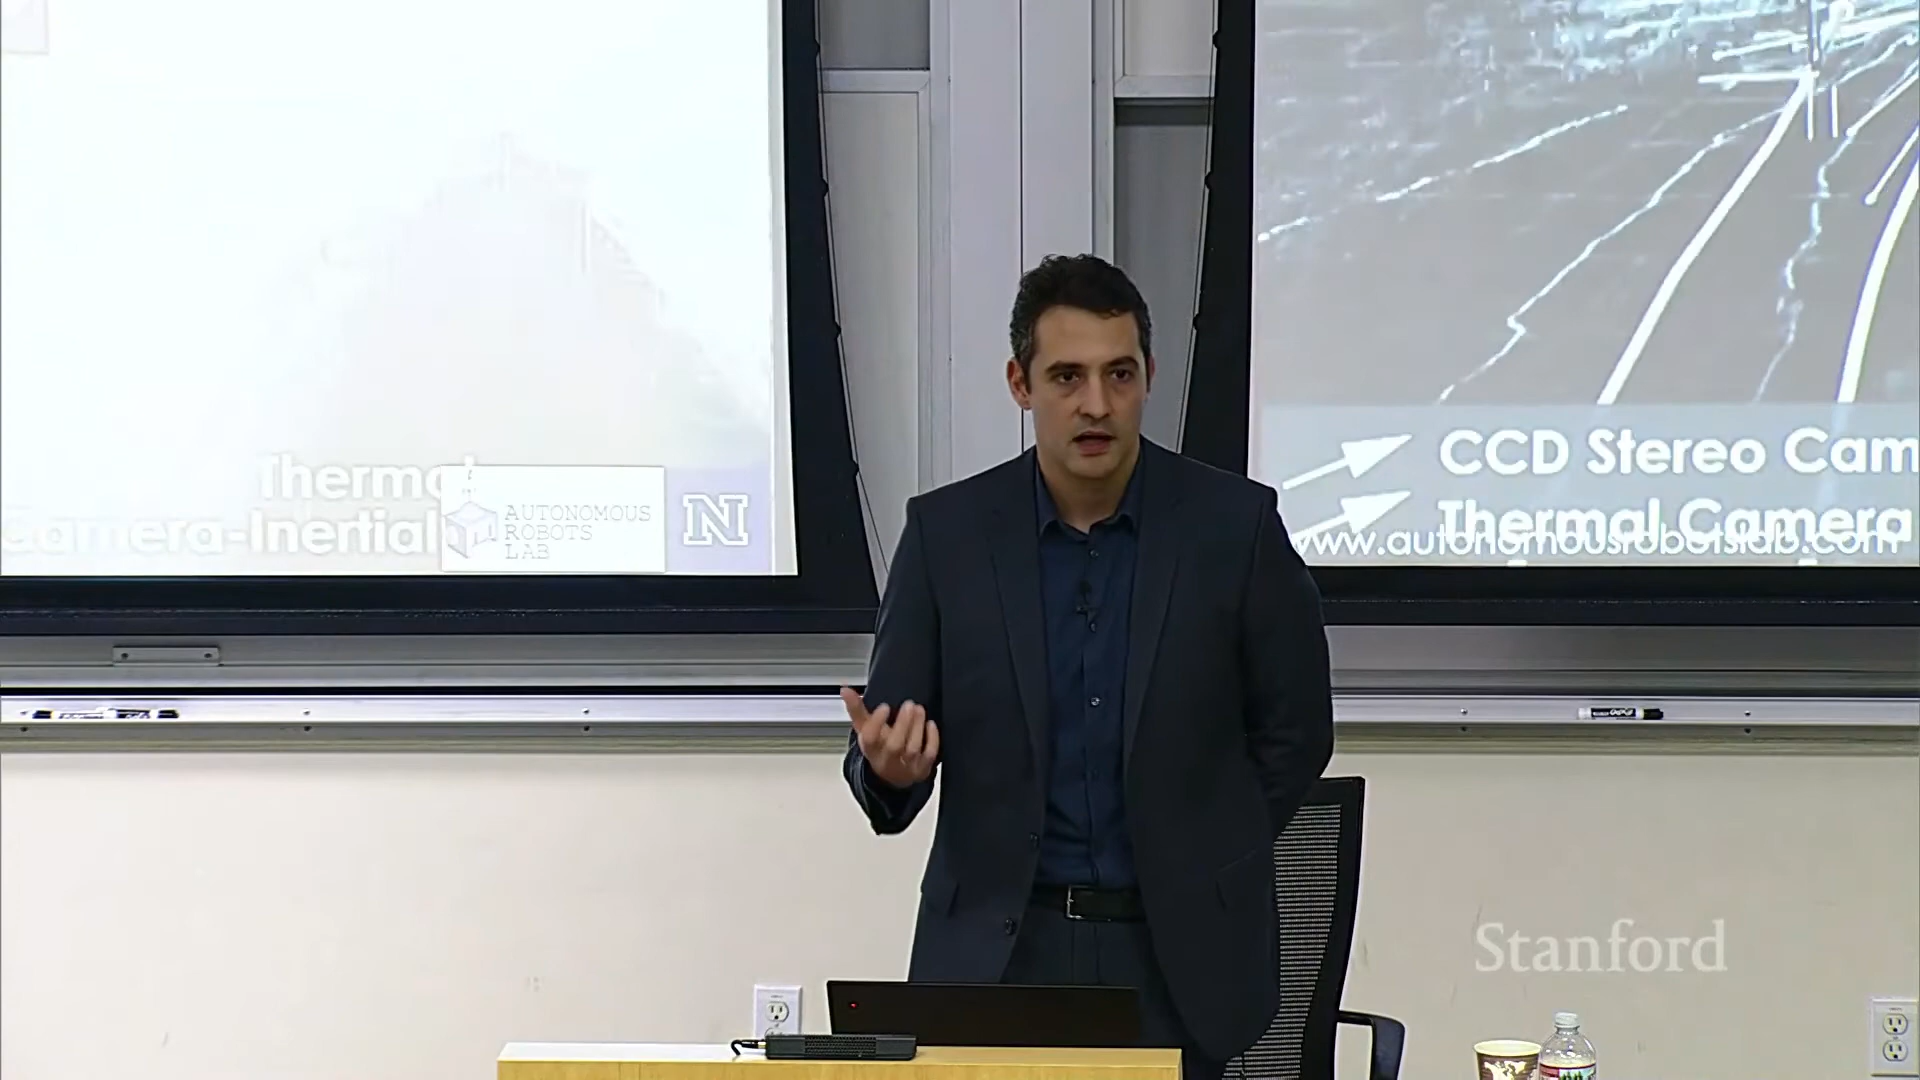 Thermal
Camera-Inertial
AUTONOMOUS
ROBOTS
LAB
N
CCD Stereo Cam
Thermal Camera
www.autonomousrobotslab.com
Stanford